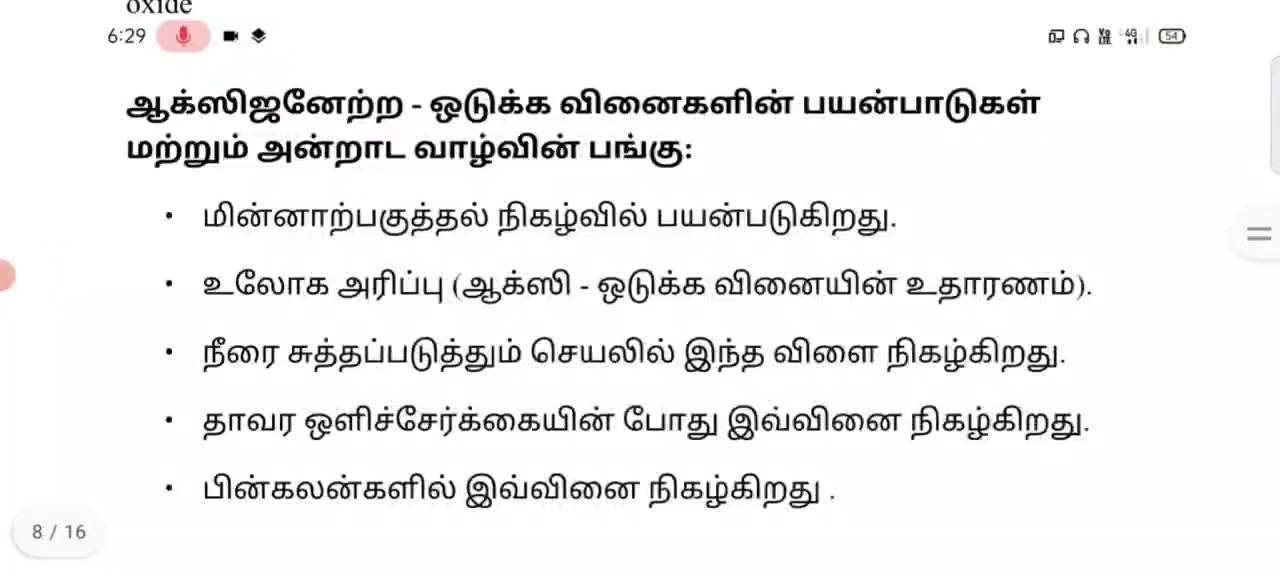 oxide
6:29
4G
54
ஆக்ஸிஜனேற்ற - ஒடுக்க வினைகளின் பயன்பாடுகள்
மற்றும் அன்றாட வாழ்வின் பங்கு:
• மின்னாற்பகுத்தல் நிகழ்வில் பயன்படுகிறது.
• உலோக அரிப்பு (ஆக்ஸி - ஒடுக்க வினையின் உதாரணம்).
• நீரை சுத்தப்படுத்தும் செயலில் இந்த விளை நிகழ்கிறது.
• தாவர ஒளிச்சேர்க்கையின் போது இவ்வினை நிகழ்கிறது.
• பின்கலன்களில் இவ்வினை நிகழ்கிறது .
8 / 16